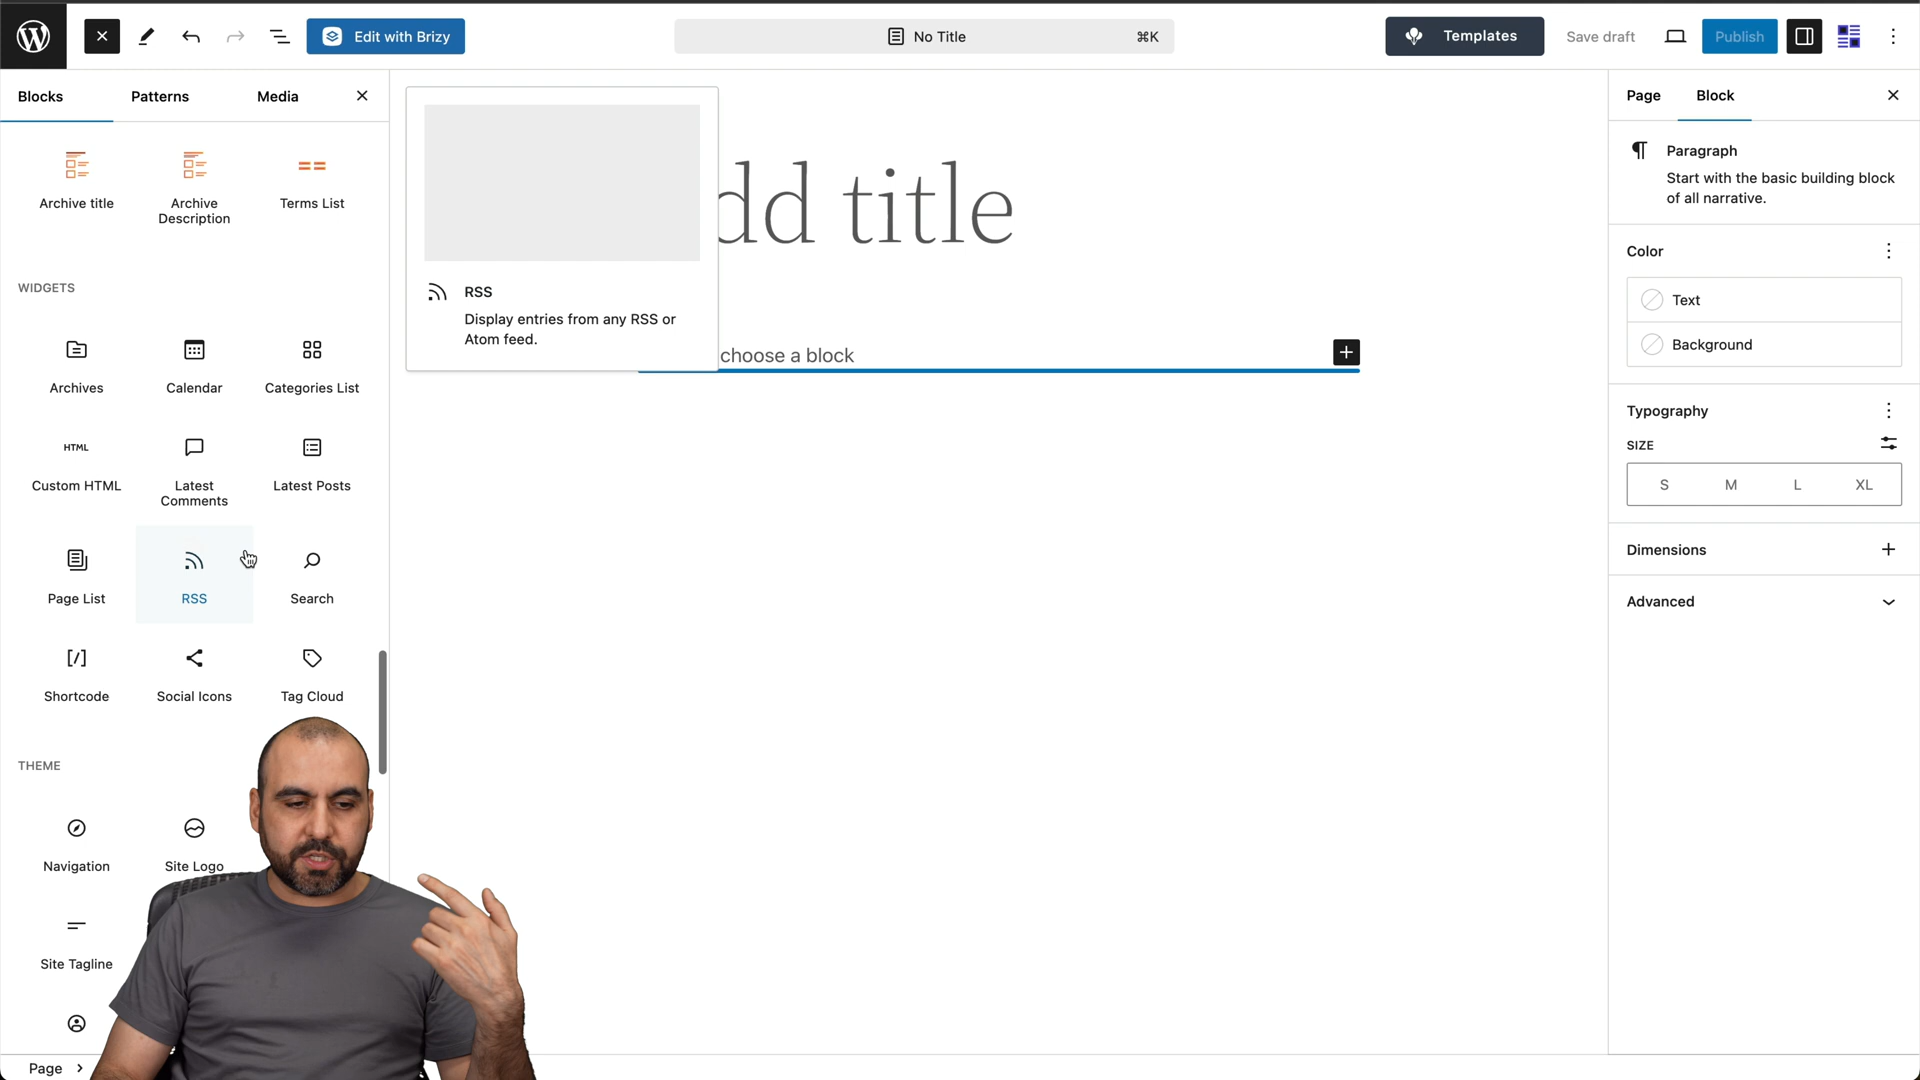 Edit with Brizy
No Title
⌘K
Templates
Save draft
Publish
Blocks
Patterns
Media
Archive title
Archive
Description
Terms List
WIDGETS
Archives
Calendar
Categories List
HTML
Custom HTML
Latest
Comments
Latest Posts
Page List
RSS
Search
[/]
Shortcode
Social Icons
Tag Cloud
THEME
Navigation
Site Logo
Site Tagline
Page
RSS
Display entries from any RSS or
Atom feed.
dd title
choose a block
Page
Block
Paragraph
Start with the basic building block
of all narrative.
Color
Text
Background
Typography
SIZE
S M L XL
Dimensions
Advanced